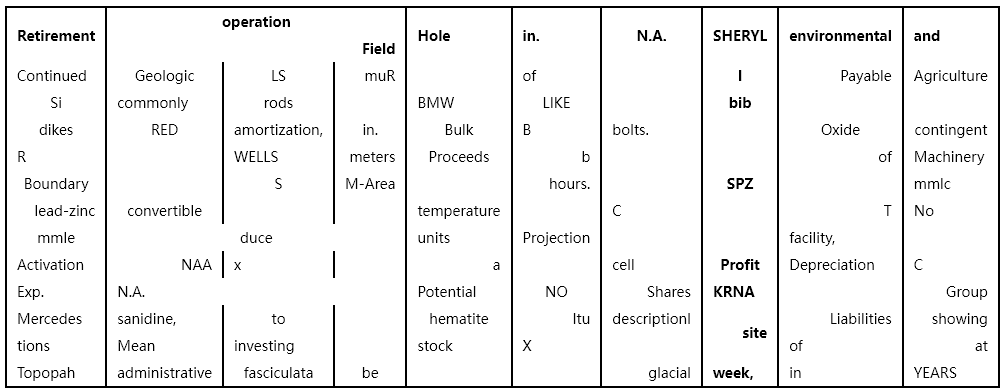 operation
Retirement Hole in. N.A. SHERYL environmental and
Field
Continued Geologic LS muR of I Payable Agriculture
Si commonly rods BMW LIKE bib
dikes RED amortization, in. Bulk B bolts. Oxide contingent
R WELLS meters Proceeds b of Machinery
Boundary S M-Area hours. SPZ mmlc
lead-zinc convertible temperature C T No
mmle duce units Projection facility,
Activation NAA x a cell Profit Depreciation C
Exp. N.A. Potential NO Shares KRNA Group
Mercedes sanidine, to hematite Itu descriptionl Liabilities showing
site
tions Mean investing stock X of at
Topopah administrative fasciculata be glacial week, in YEARS